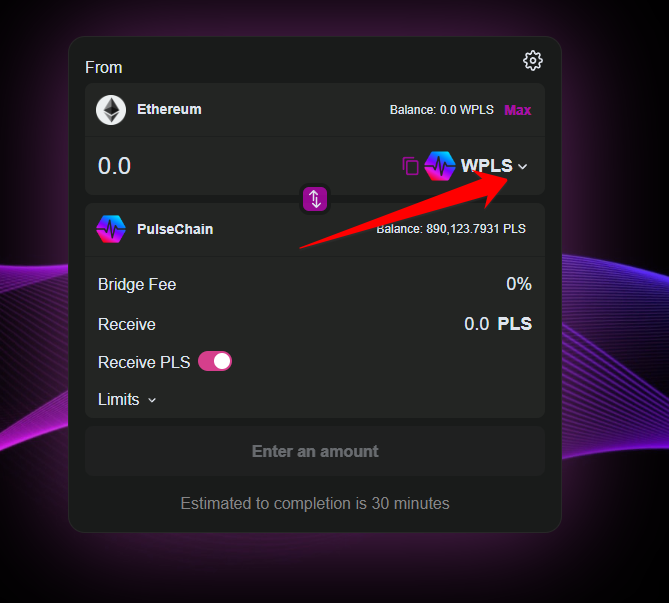 From
Ethereum Balance: 0.0 WPLS Max
0.0 WPLS
PulseChain Balance: 890,123.7931 PLS
Bridge Fee 0%
Receive 0.0 PLS
Receive PLS
Limits
Enter an amount
Estimated to completion is 30 minutes